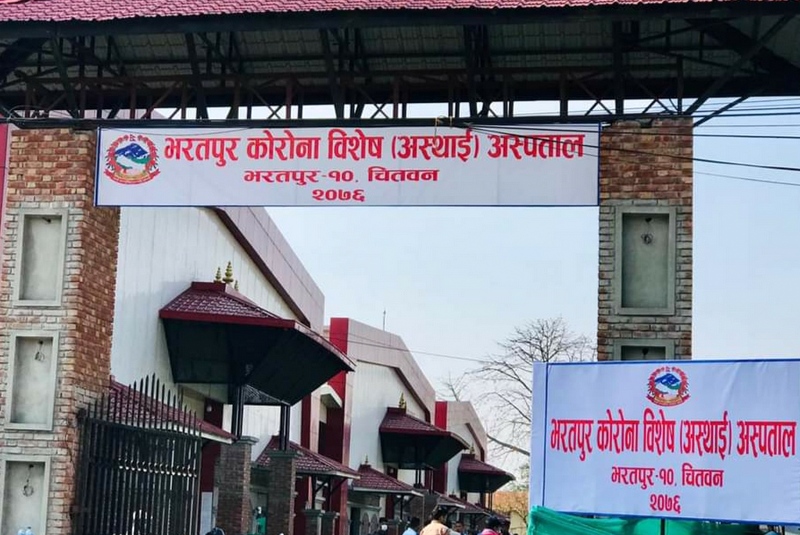 भरतपुर कोरोना विशेष (अस्थाई) अस्पताल
भरतपुर-१०, चितवन
२०७६
भरतपुर कोरोना विशेष (अस्थाई) अस्पताल
भरतपुर-१०, चितवन
२०७६